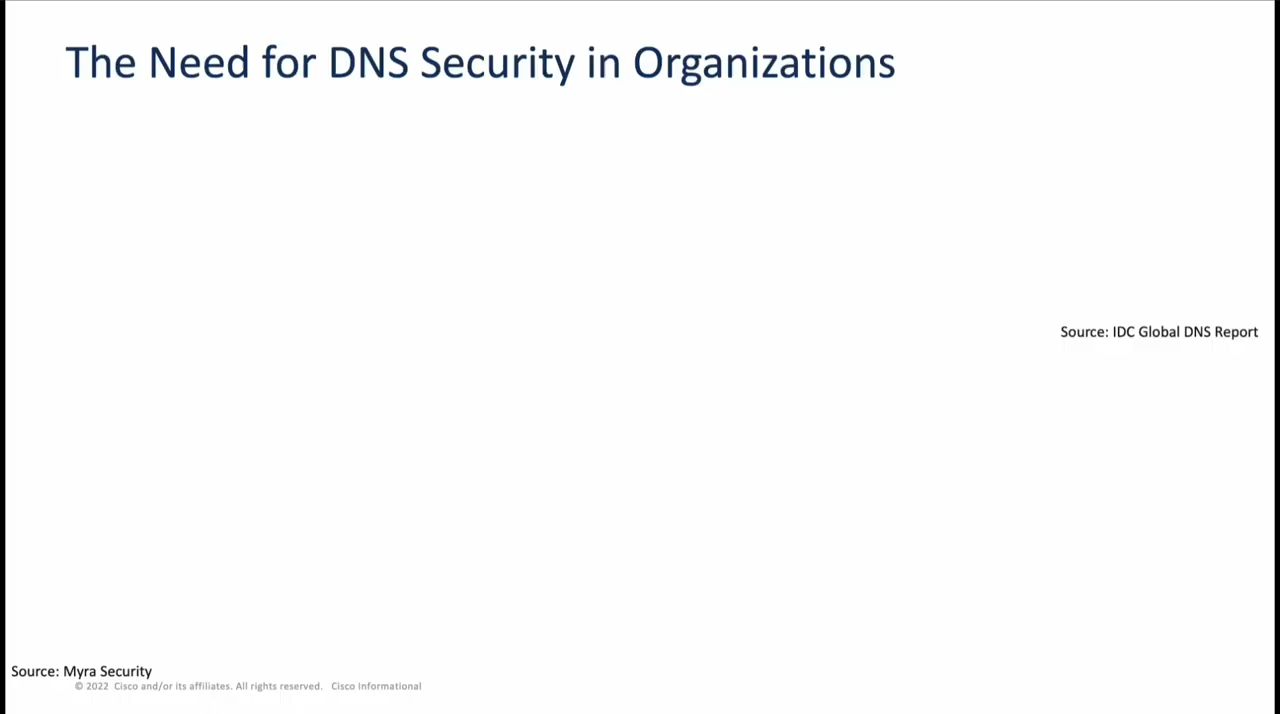 The Need for DNS Security in Organizations
Source: IDC Global DNS Report
Source: Myra Security
© 2022 Cisco and/or its affiliates. All rights reserved. Cisco Informational